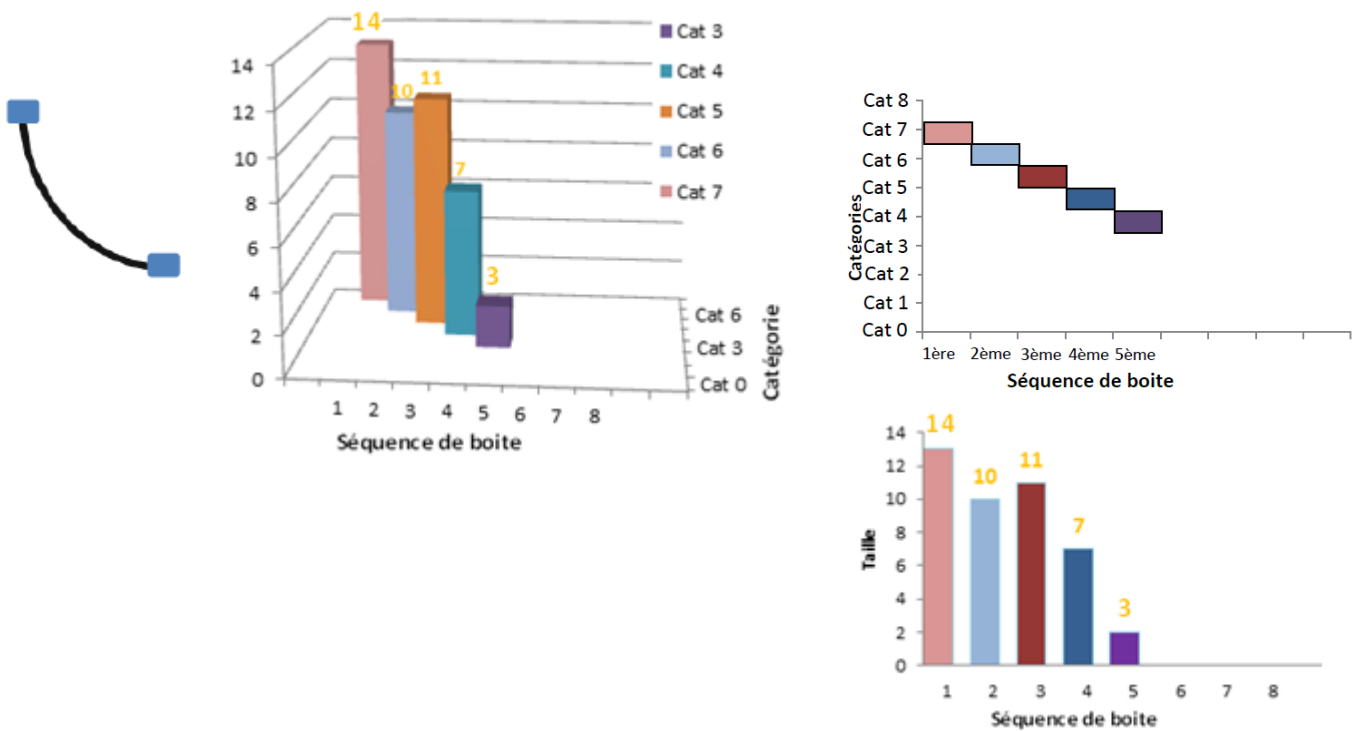 14
10
11
7
3
14
12
10
8
6
4
2
0
1 2 3 4 5 6 7 8
Séquence de boite
Cat 6
Cat 3
Cat 0
Catégorie
Cat 3
Cat 4
Cat 5
Cat 6
Cat 7
Cat 8
Cat 7
Cat 6
Cat 5
Cat 4
Cat 3
Cat 2
Cat 1
Cat 0
Catégories
1ère 2ème 3ème 4ème 5ème
Séquence de boite
14
12
10
8
6
4
2
0
Taille
14
10
11
7
3
1 2 3 4 5 6 7 8
Séquence de boite